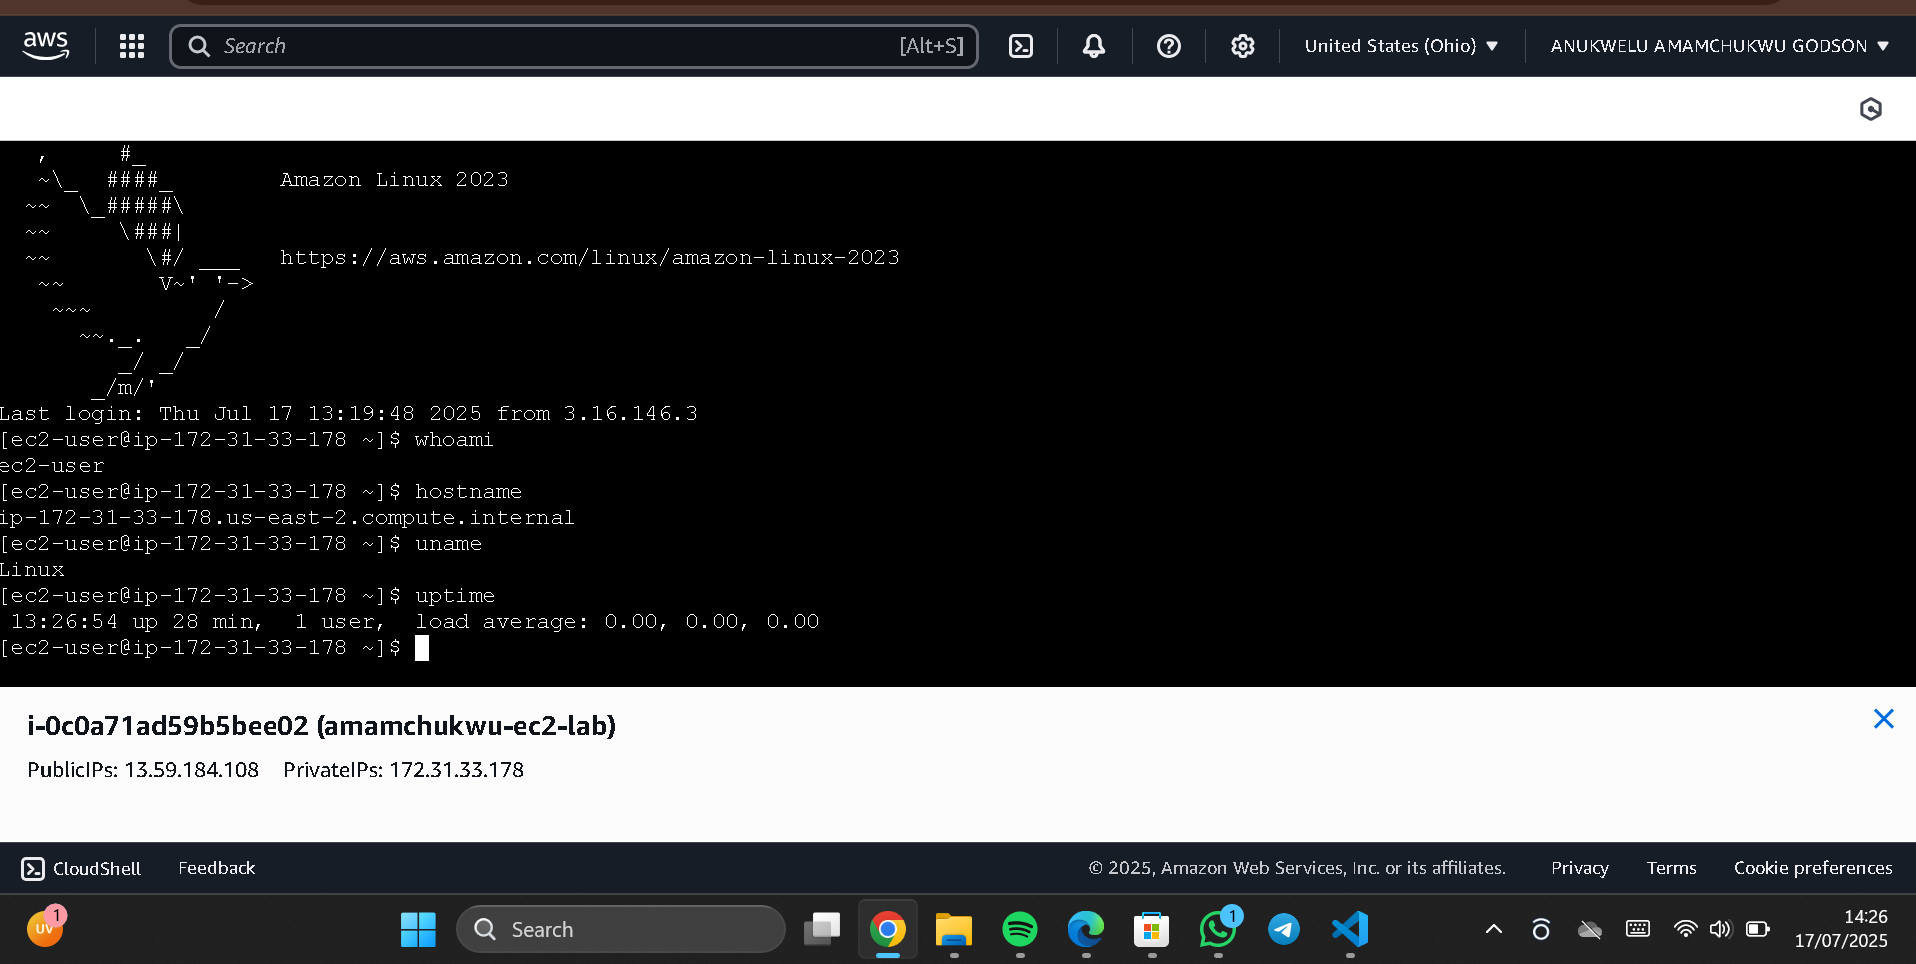 aws
Search [Alt+S] United States (Ohio) ANUKWELU AMAMCHUKWU GODSON
   ,     #_
   ~\_  ####_        Amazon Linux 2023
  ~~  \_#####\
  ~~     \###|
  ~~       \#/ ___   https://aws.amazon.com/linux/amazon-linux-2023
   ~~       V~' '->
    ~~~         /
      ~~._.   _/
         _/ _/
       _/m/'
Last login: Thu Jul 17 13:19:48 2025 from 3.16.146.3
[ec2-user@ip-172-31-33-178 ~]$ whoami
ec2-user
[ec2-user@ip-172-31-33-178 ~]$ hostname
ip-172-31-33-178.us-east-2.compute.internal
[ec2-user@ip-172-31-33-178 ~]$ uname
Linux
[ec2-user@ip-172-31-33-178 ~]$ uptime
 13:26:54 up 28 min,  1 user,  load average: 0.00, 0.00, 0.00
[ec2-user@ip-172-31-33-178 ~]$
i-0c0a71ad59b5bee02 (amamchukwu-ec2-lab)
PublicIPs: 13.59.184.108 PrivateIPs: 172.31.33.178
CloudShell Feedback © 2025, Amazon Web Services, Inc. or its affiliates. Privacy Terms Cookie preferences
UV 1 Search 1 14:26
17/07/2025